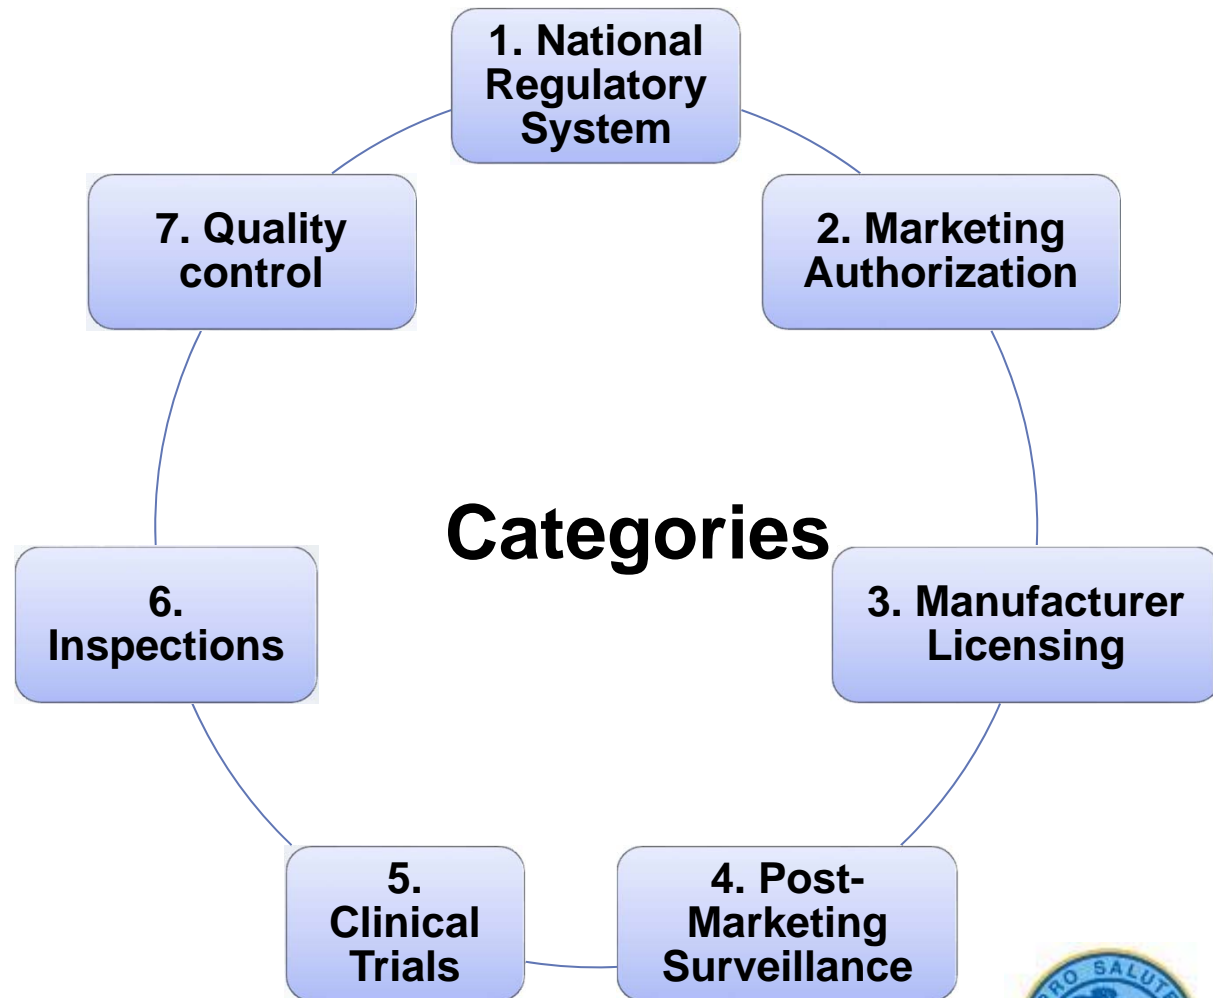 1. National
Regulatory
System
2. Marketing
Authorization
3. Manufacturer
Licensing
4. Post-
Marketing
Surveillance
5.
Clinical
Trials
6.
Inspections
7. Quality
control
Categories